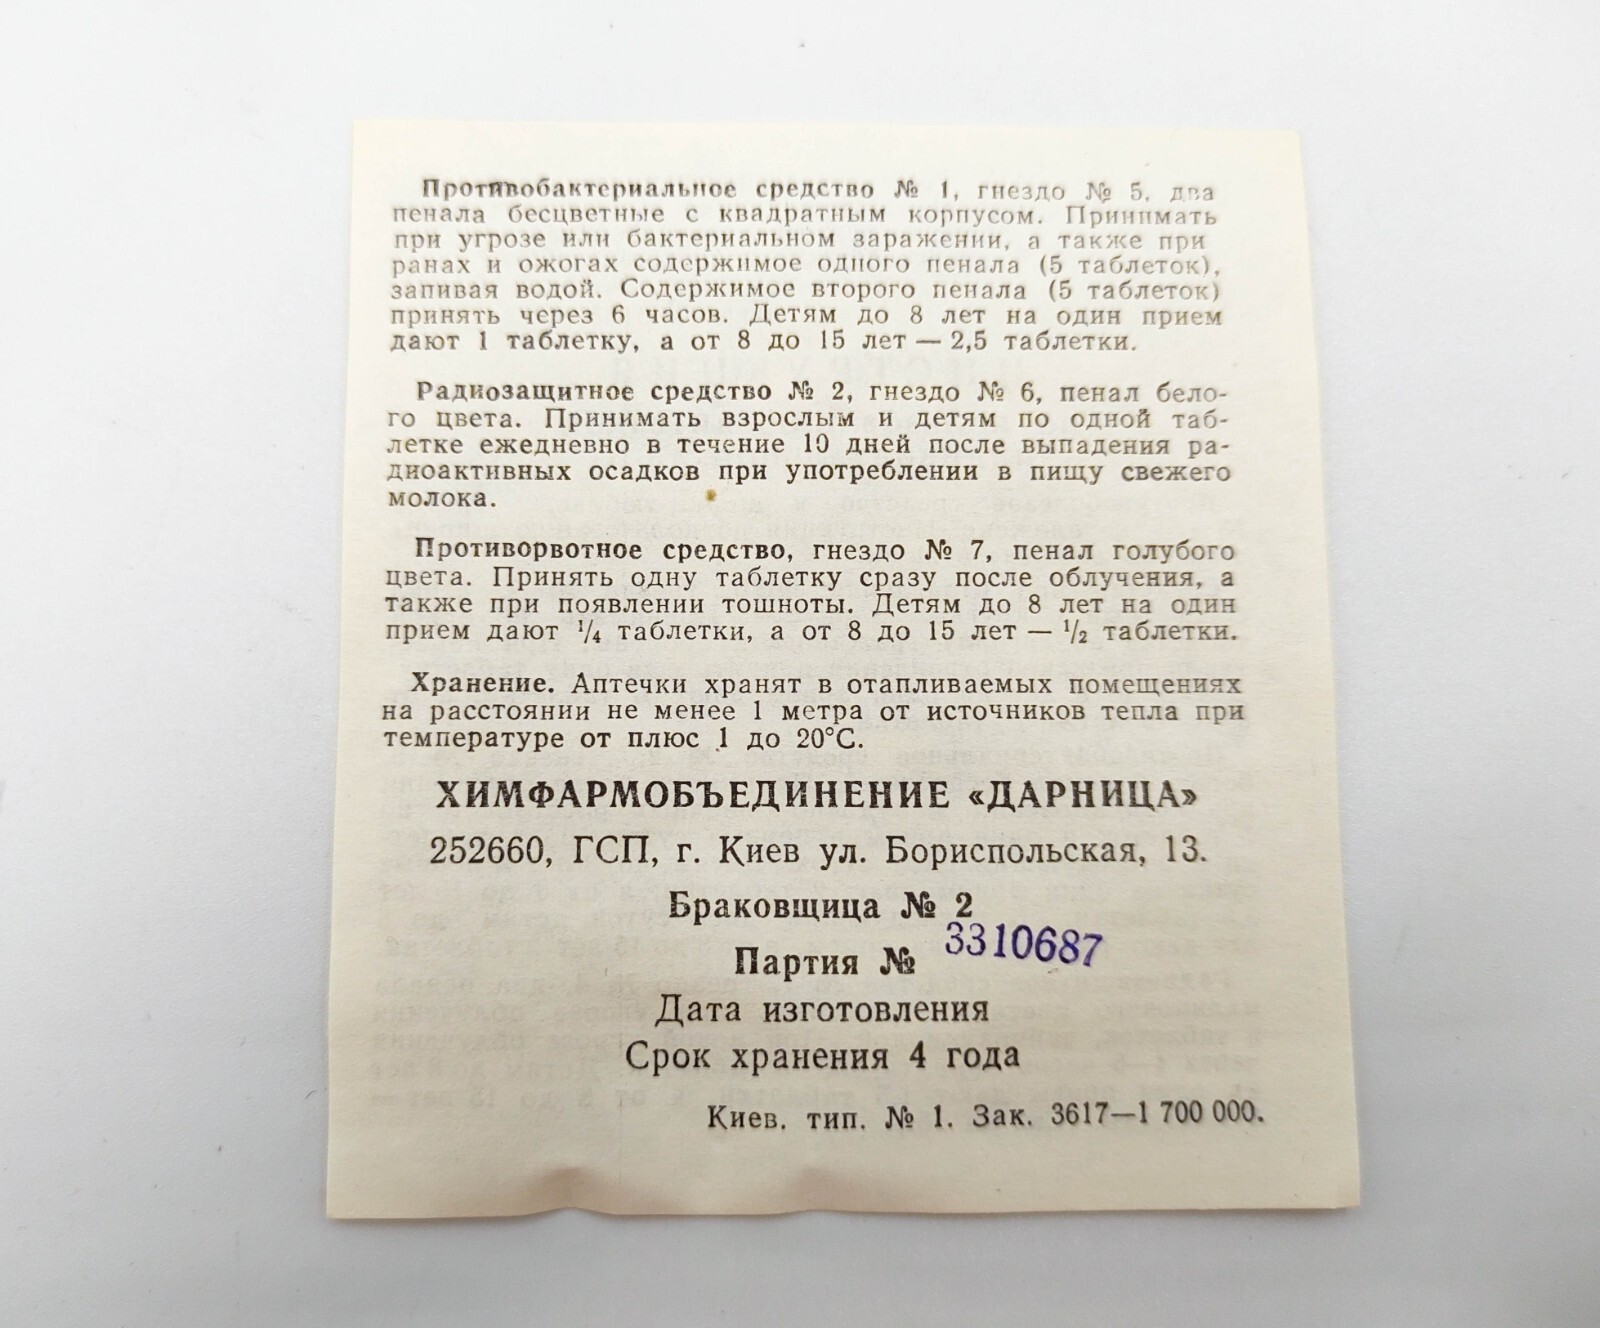 Противобактериальное средство № 1, гнездо № 5, два
пенала бесцветные с квадратным корпусом. Принимать
при угрозе или бактериальном заражении, а также при
ранах и ожогах содержимое одного пенала (5 таблеток),
запивая водой. Содержимое второго пенала (5 таблеток)
принять через 6 часов. Детям до 8 лет на один прием
дают 1 таблетку, а от 8 до 15 лет — 2,5 таблетки.
Радиозащитное средство № 2, гнездо № 6, пенал бело-
го цвета. Принимать взрослым и детям по одной таб-
летке ежедневно в течение 10 дней после выпадения ра-
диоактивных осадков при употреблении в пищу свежего
молока.
Противорвотное средство, гнездо № 7, пенал голубого
цвета. Принять одну таблетку сразу после облучения, а
также при появлении тошноты. Детям до 8 лет на один
прием дают 1/4 таблетки, а от 8 до 15 лет — 1/2 таблетки.
Хранение. Аптечки хранят в отапливаемых помещениях
на расстоянии не менее 1 метра от источников тепла при
температуре от плюс 1 до 20°С.
ХИМФАРМОБЪЕДИНЕНИЕ «ДАРНИЦА»
252660, ГСП, г. Киев ул. Бориспольская, 13.
Браковщица № 2
Партия № 3310687
Дата изготовления
Срок хранения 4 года
Киев. тип. № 1. Зак. 3617—1 700 000.